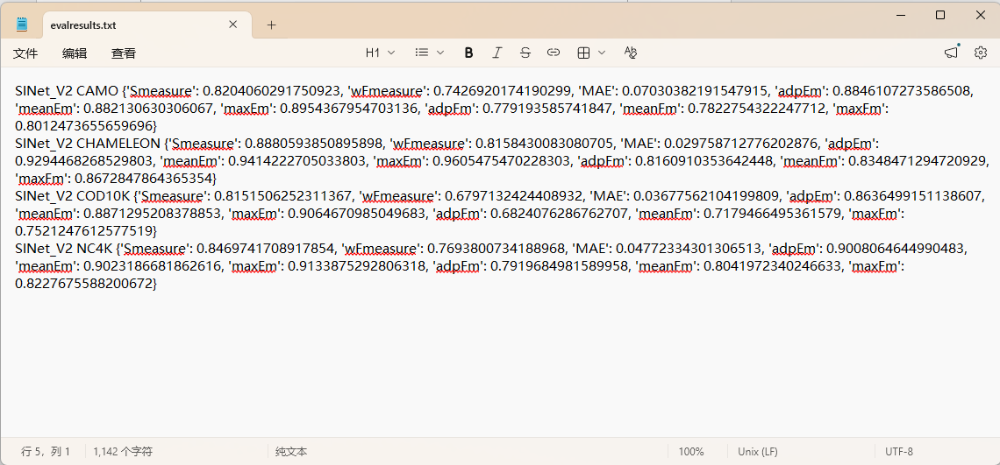 evalresults.txt
文件 编辑 查看 H1 B I S
SINet_V2 CAMO {'Smeasure': 0.8204060291750923, 'wFmeasure': 0.7426920174190299, 'MAE': 0.07030382191547915, 'adpEm': 0.8846107273586508,
'meanEm': 0.882130630306067, 'maxEm': 0.8954367954703136, 'adpFm': 0.779193585741847, 'meanFm': 0.7822754322247712, 'maxFm':
0.8012473655659696}
SINet_V2 CHAMELEON {'Smeasure': 0.8880593850895898, 'wFmeasure': 0.8158430083080705, 'MAE': 0.029758712776202876, 'adpEm':
0.9294468268529803, 'meanEm': 0.9414222705033803, 'maxEm': 0.9605475470228303, 'adpFm': 0.8160910353642448, 'meanFm': 0.8348471294720929,
'maxFm': 0.8672847864365354}
SINet_V2 COD10K {'Smeasure': 0.8151506252311367, 'wFmeasure': 0.6797132424408932, 'MAE': 0.03677562104199809, 'adpEm': 0.8636499151138607,
'meanEm': 0.8871295208378853, 'maxEm': 0.9064670985049683, 'adpFm': 0.6824076286762707, 'meanFm': 0.7179466495361579, 'maxFm':
0.7521247612577519}
SINet_V2 NC4K {'Smeasure': 0.8469741708917854, 'wFmeasure': 0.7693800734188968, 'MAE': 0.04772334301306513, 'adpEm': 0.9008064644990483,
'meanEm': 0.9023186681862616, 'maxEm': 0.9133875292806318, 'adpFm': 0.7919684981589958, 'meanFm': 0.8041972340246633, 'maxFm':
0.8227675588200672}
行 5，列 1 1,142 个字符 纯文本 100% Unix (LF) UTF-8